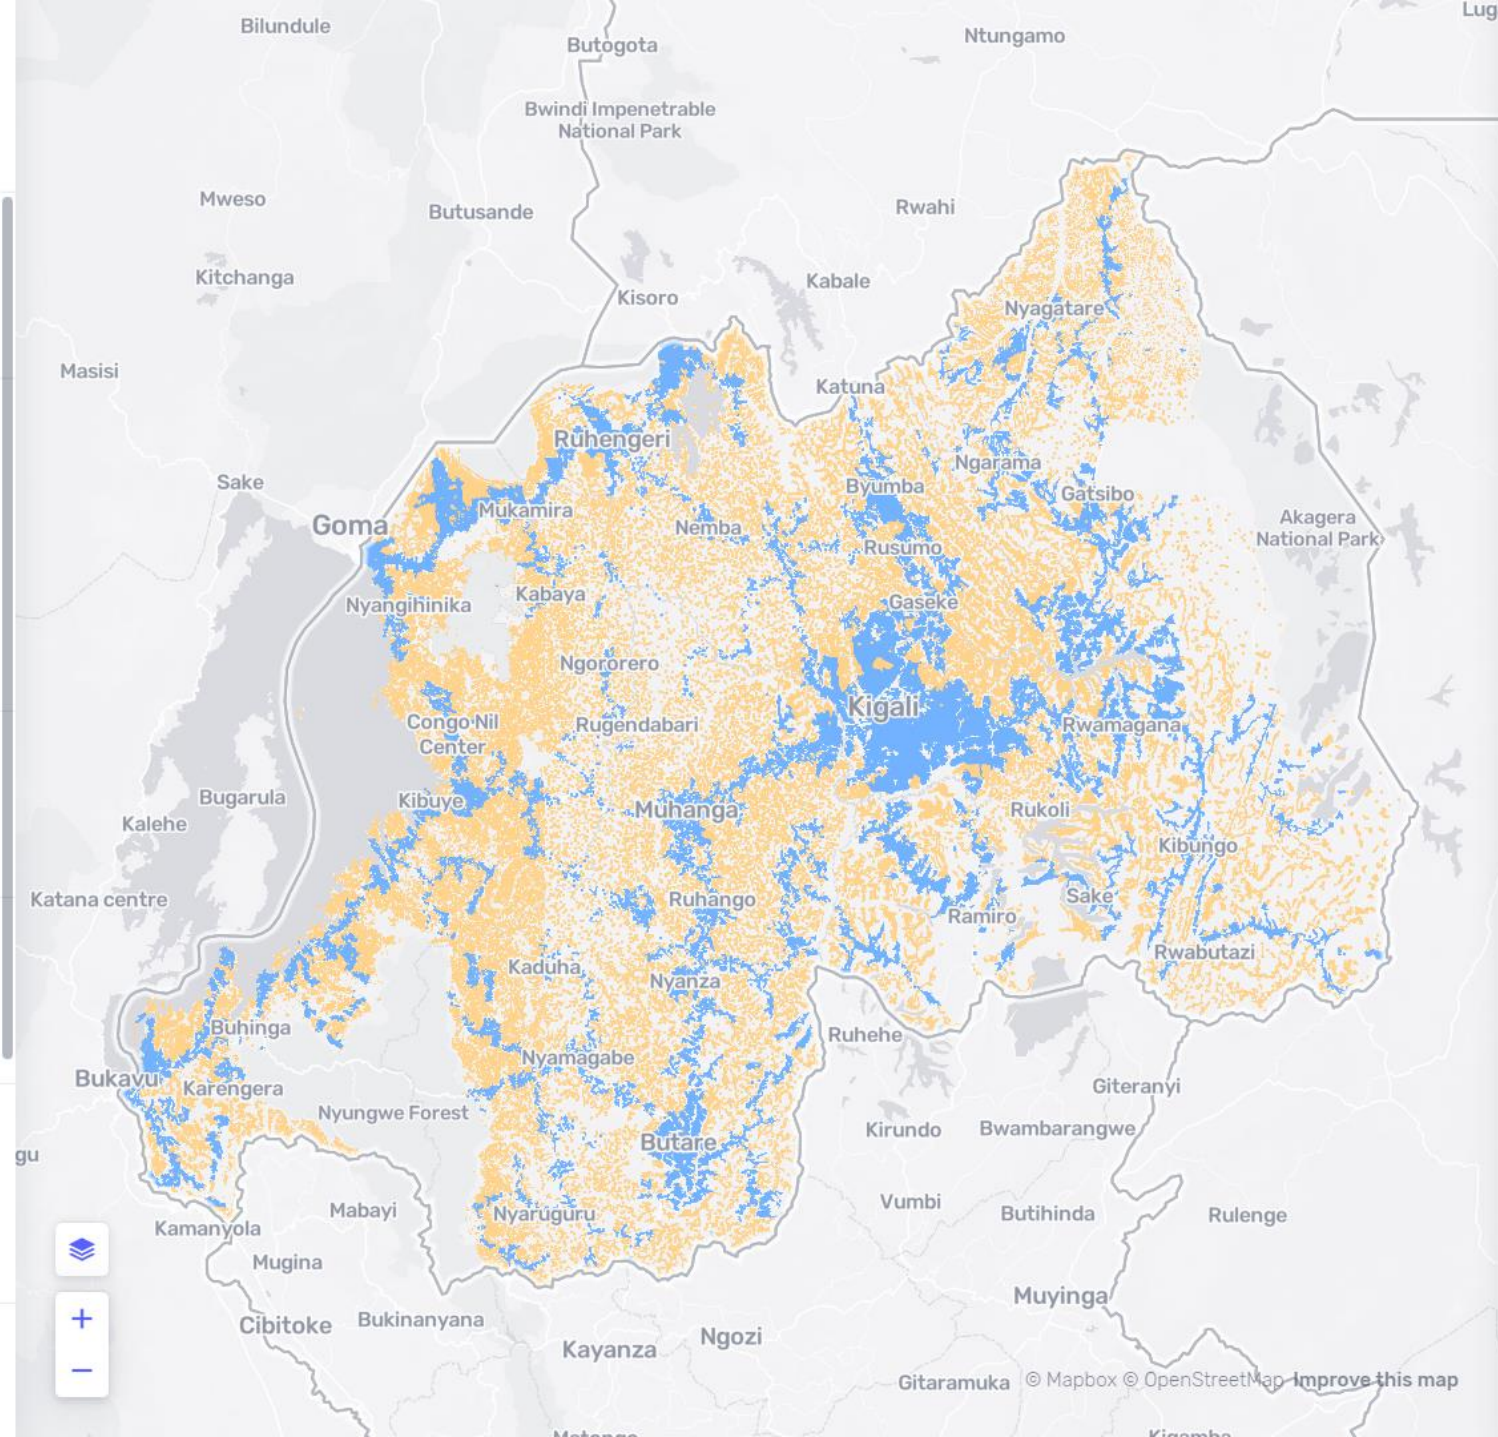 Lug
Bilundule
Butogota
Ntungamo
Bwindi Impenetrable
National Park
Mweso
Butusande
Rwahi
Kitchanga
Kabale
Kisoro
Nyagatare
Masisi
Katuna
Ruhengeri
Ngarama
Sake
Byumba
Gatsibo
Mukamira
Goma
Nemba
Akagera
National Park
Rusumo
Kabaya
Gaseke
Nyangihinika
Ngororero
Kigali
Congo Nil
Center
Rugendabari
Rwamagana
Bugarula
Kibuye
Muhanga
Rukoli
Kalehe
Kibungo
Katana centre
Ruhango
Sake
Ramiro
Kaduha
Nyanza
Rwabutazi
Buhinga
Ruhehe
Nyamagabe
Bukavu
Karengera
Giteranyi
Nyungwe Forest
Kirundo
Bwambarangwe
Butare
gu
Vumbi
Butihinda
Rulenge
Mabayi
Nyaruguru
Kamanyola
Mugina
Muyinga
Cibitoke
Bukinanyana
Ngozi
Kayanza
Gitaramuka
© Mapbox © OpenStreetMap Improve this map